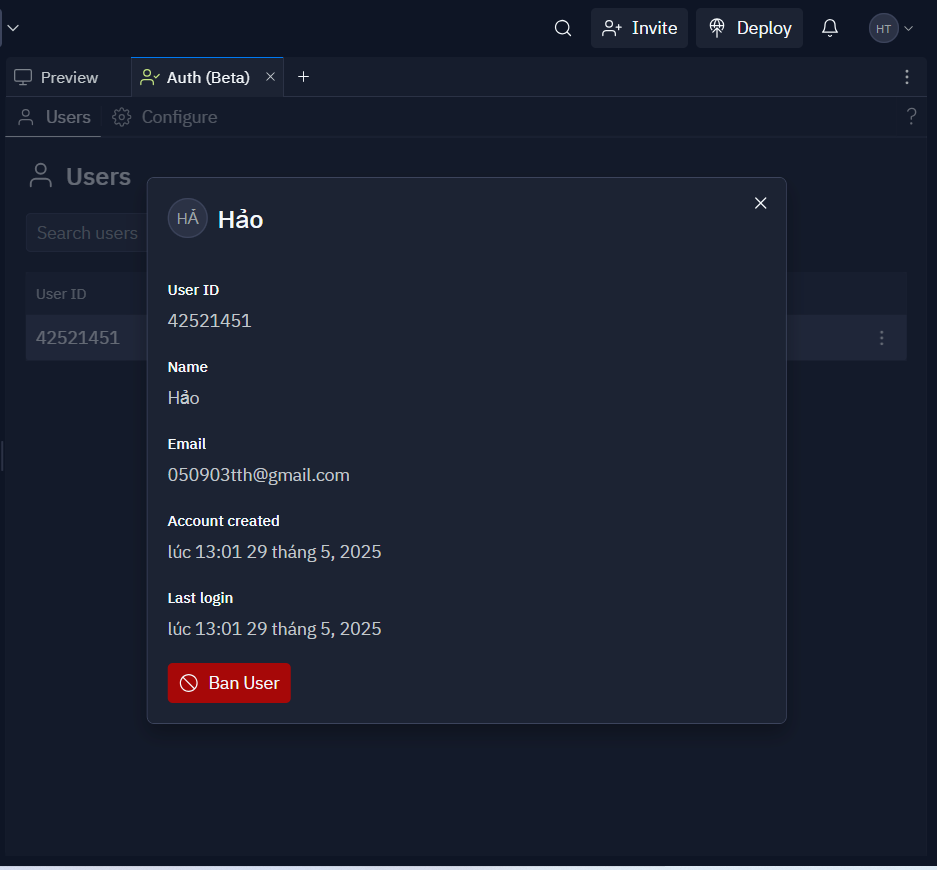 Invite
Deploy
HT
Preview
Auth (Beta)
Users
Configure
?
Users
Search users
User ID
42521451
HẢ
Hảo
User ID
42521451
Name
Hảo
Email
050903tth@gmail.com
Account created
lúc 13:01 29 tháng 5, 2025
Last login
lúc 13:01 29 tháng 5, 2025
Ban User